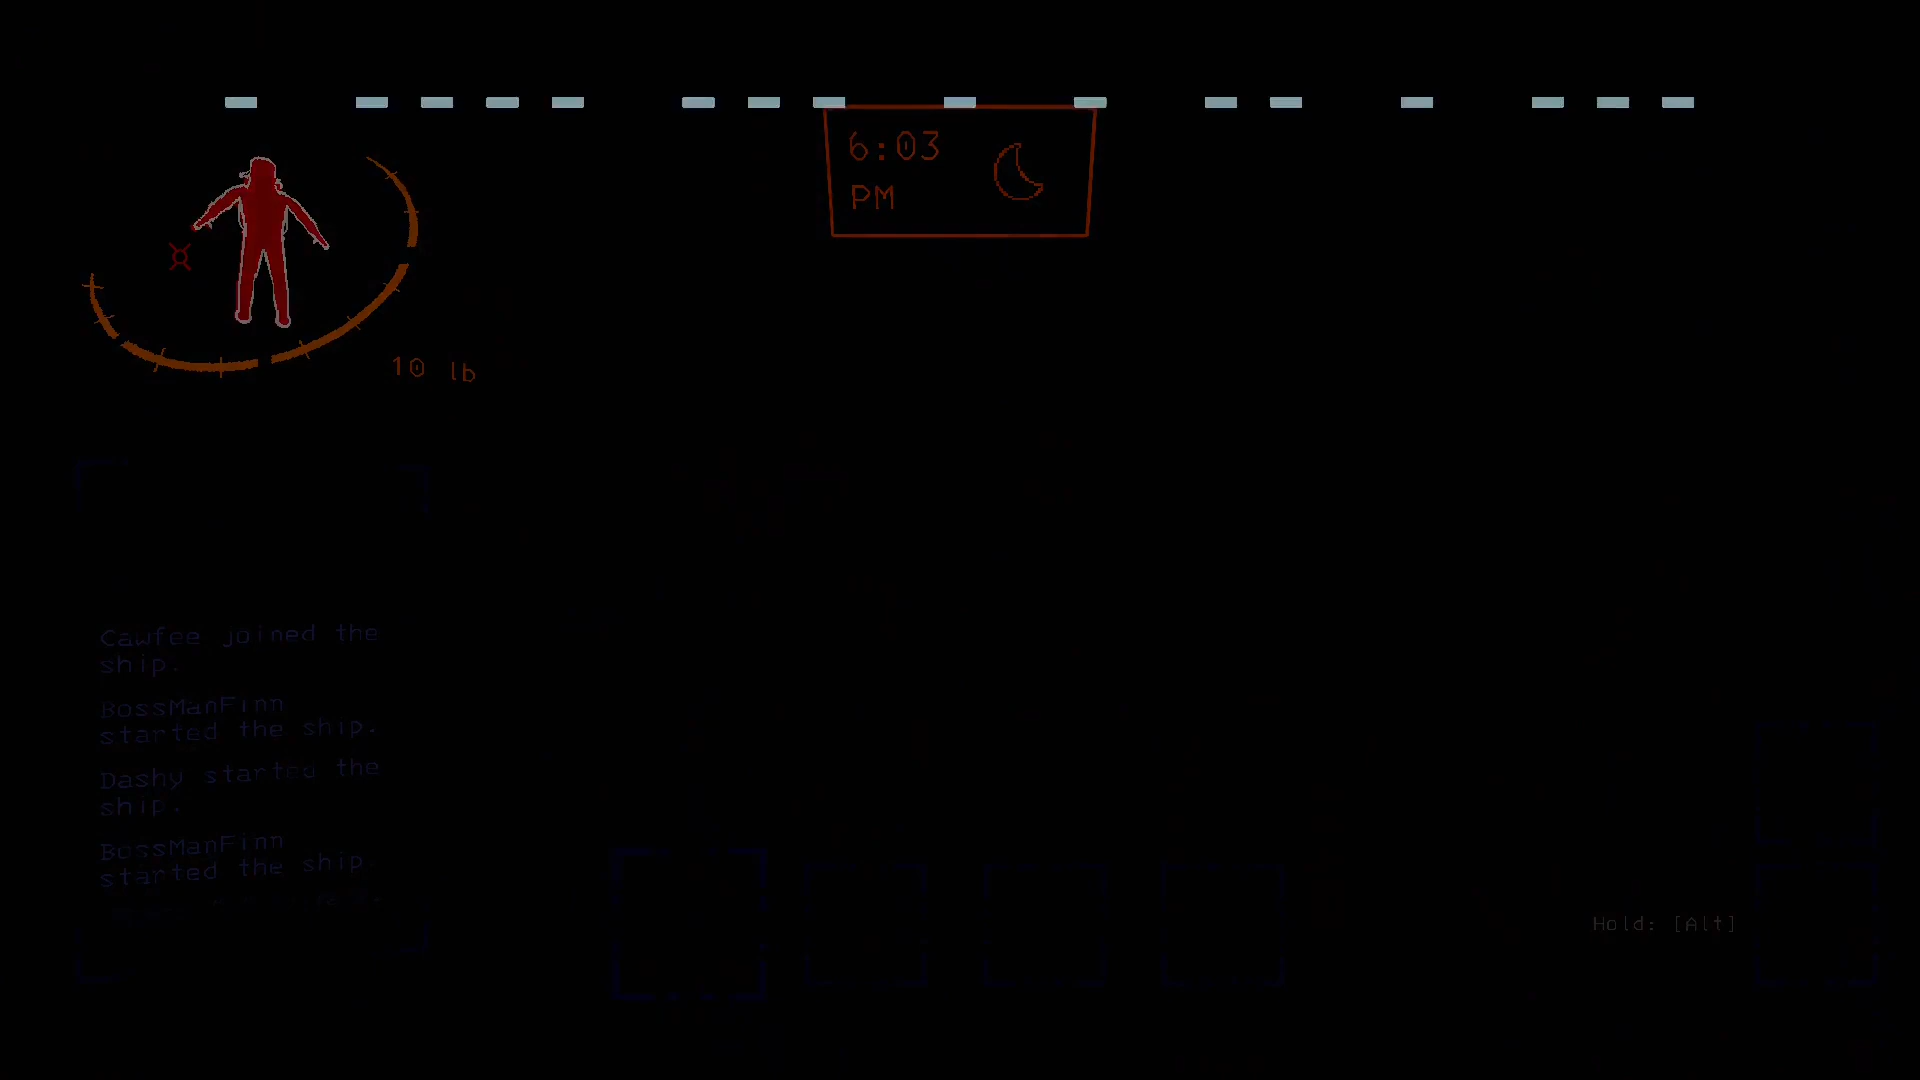 6:03
PM
10 lb
Cawfee joined the
ship.
BossManFinn
started the ship.
Dashy started the
ship.
BossManFinn
started the ship.
Hold: [Alt]